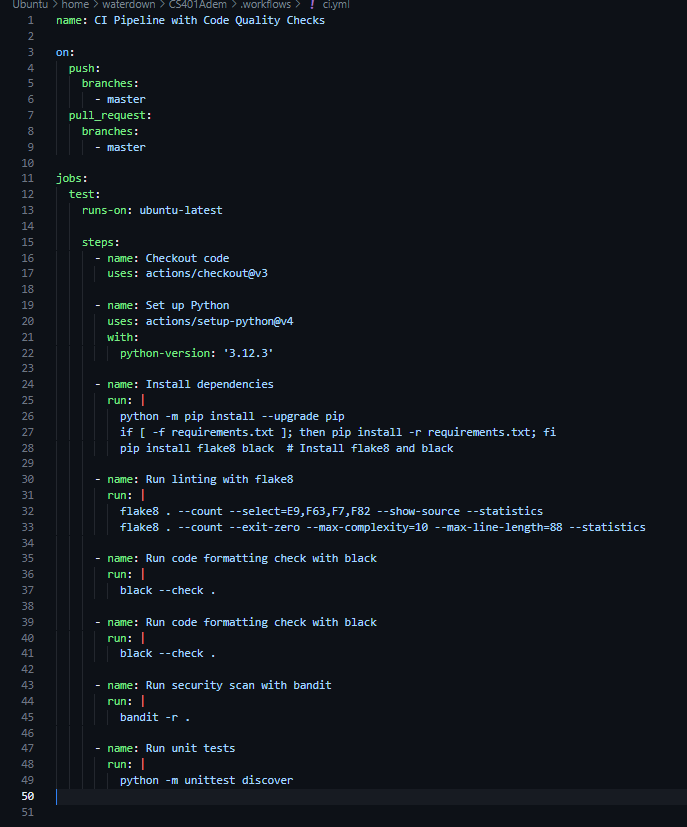 Ubuntu > home > waterdown > CS401Adem > .workflows > ! ci.yml
1 name: CI Pipeline with Code Quality Checks
2
3 on:
4 push:
5 branches:
6 - master
7 pull_request:
8 branches:
9 - master
10
11 jobs:
12 test:
13 runs-on: ubuntu-latest
14
15 steps:
16 - name: Checkout code
17 uses: actions/checkout@v3
18
19 - name: Set up Python
20 uses: actions/setup-python@v4
21 with:
22 python-version: '3.12.3'
23
24 - name: Install dependencies
25 run: |
26 python -m pip install --upgrade pip
27 if [ -f requirements.txt ]; then pip install -r requirements.txt; fi
28 pip install flake8 black # Install flake8 and black
29
30 - name: Run linting with flake8
31 run: |
32 flake8 . --count --select=E9,F63,F7,F82 --show-source --statistics
33 flake8 . --count --exit-zero --max-complexity=10 --max-line-length=88 --statistics
34
35 - name: Run code formatting check with black
36 run: |
37 black --check .
38
39 - name: Run code formatting check with black
40 run: |
41 black --check .
42
43 - name: Run security scan with bandit
44 run: |
45 bandit -r .
46
47 - name: Run unit tests
48 run: |
49 python -m unittest discover
50
51